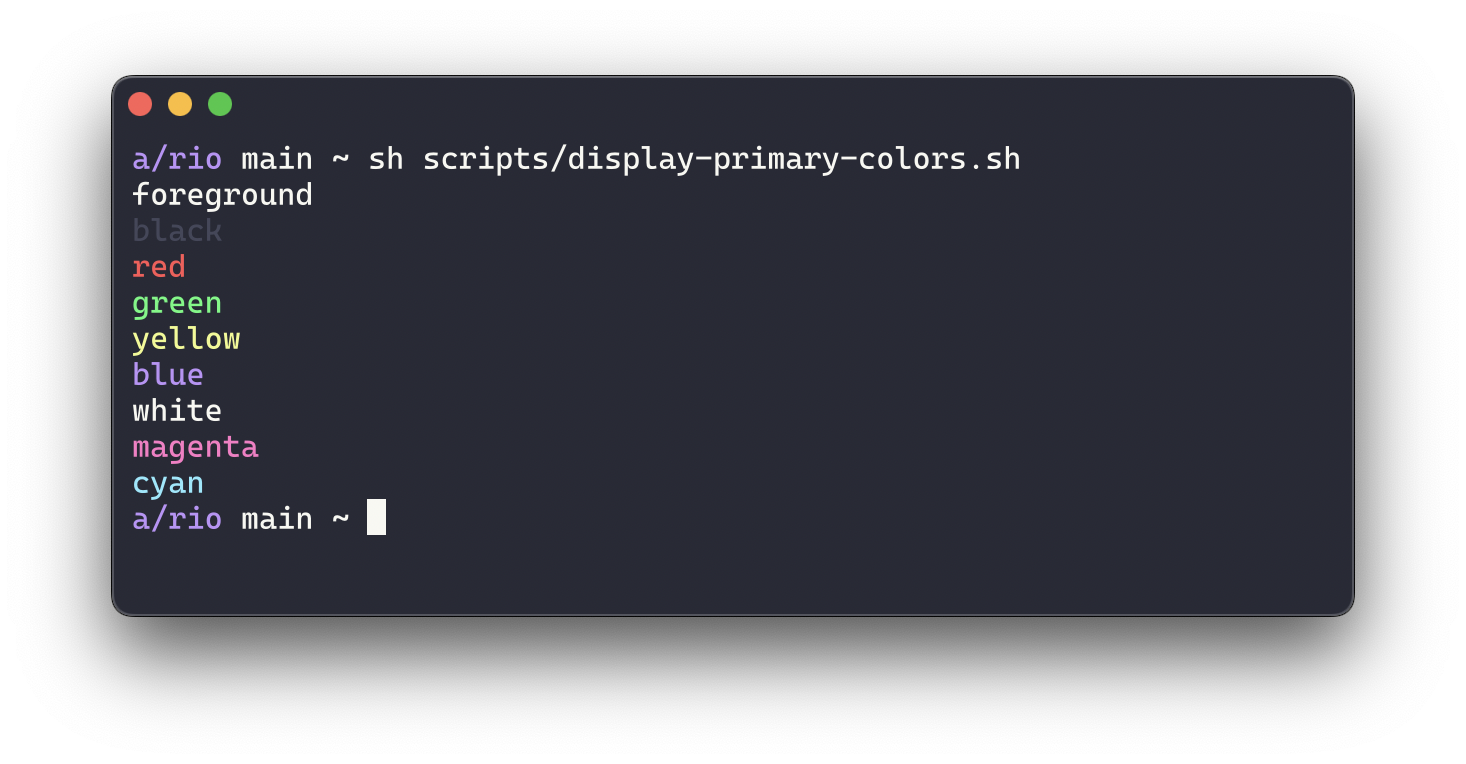 a/rio main ~ sh scripts/display-primary-colors.sh
foreground
black
red
green
yellow
blue
white
magenta
cyan
a/rio main ~